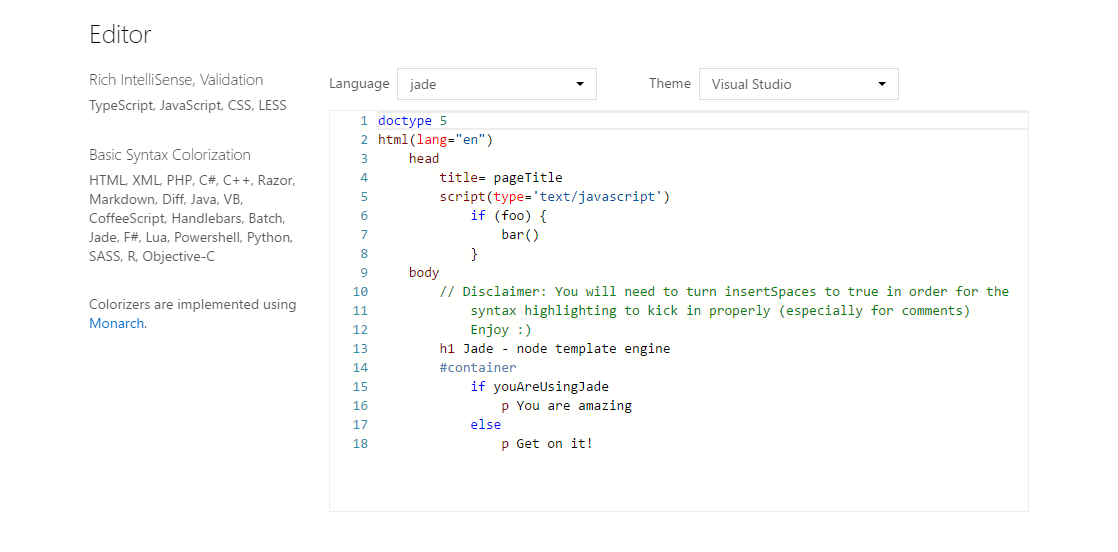 Editor
Rich IntelliSense, Validation
TypeScript, JavaScript, CSS, LESS
Basic Syntax Colorization
HTML, XML, PHP, C#, C++, Razor,
Markdown, Diff, Java, VB,
CoffeeScript, Handlebars, Batch,
Jade, F#, Lua, Powershell, Python,
SASS, R, Objective-C
Colorizers are implemented using
Monarch.
Language jade Theme Visual Studio
1 doctype 5
2 html(lang="en")
3     head
4         title= pageTitle
5         script(type='text/javascript')
6             if (foo) {
7                 bar()
8             }
9     body
10         // Disclaimer: You will need to turn insertSpaces to true in order for the
11             syntax highlighting to kick in properly (especially for comments)
12             Enjoy :)
13         h1 Jade - node template engine
14         #container
15             if youAreUsingJade
16                 p You are amazing
17             else
18                 p Get on it!